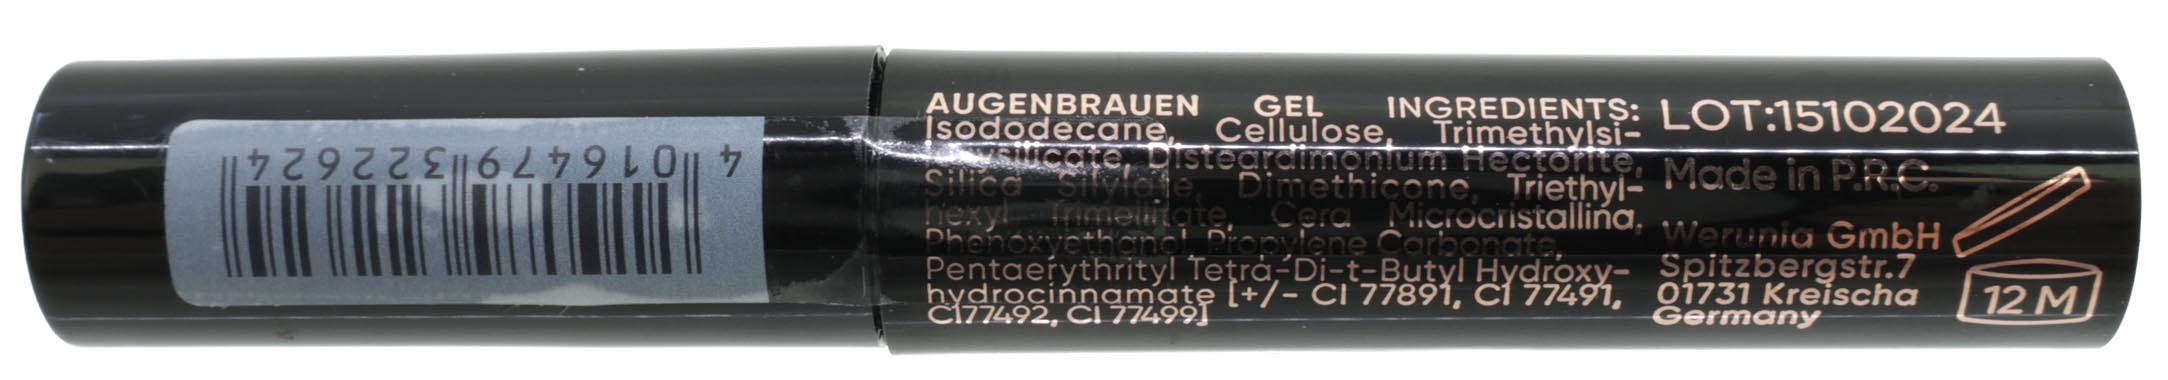 4 016479 322624
AUGENBRAUEN GEL INGREDIENTS:
Isododecane, Cellulose, Trimethylsi-
silicate, Disteardimonium Hectorite,
Silica Silylate, Dimethicone, Triethyl-
hexyl Trimellitate, Cera Microcristallina,
Phenoxyethanol, Propylene Carbonate,
Pentaerythrityl Tetra-Di-t-Butyl Hydroxy-
hydrocinnamate [+/- CI 77891, CI 77491,
CI77492, CI 77499]
LOT:15102024
Made in P.R.C.
Werunia GmbH
Spitzbergstr.7
01731 Kreischa
Germany
12 M